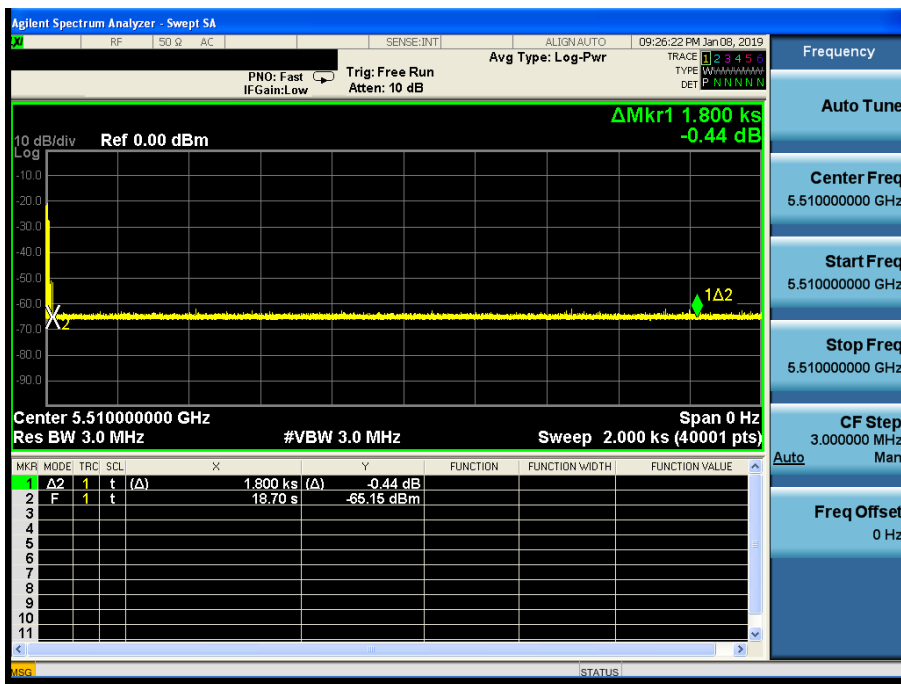 Agilent Spectrum Analyzer - Swept SA
LXI RF 50 Ω AC SENSE:INT ALIGN AUTO 09:26:22 PM Jan 08, 2019
Frequency
Avg Type: Log-Pwr
TRACE 1 2 3 4 5 6
PNO: Fast Trig: Free Run
TYPE WWWWWW
IFGain:Low Atten: 10 dB
DET P N N N N N
Auto Tune
ΔMkr1 1.800 ks
-0.44 dB
10 dB/div Ref 0.00 dBm
Log
-10.0
-20.0
-30.0
-40.0
-50.0
-60.0
-70.0
-80.0
-90.0
1Δ2
2
Center Freq
5.510000000 GHz
Start Freq
5.510000000 GHz
Stop Freq
5.510000000 GHz
Center 5.510000000 GHz Span 0 Hz
Res BW 3.0 MHz #VBW 3.0 MHz Sweep 2.000 ks (40001 pts)
CF Step
3.000000 MHz
Auto Man
MKR MODE TRC SCL X Y FUNCTION FUNCTION WIDTH FUNCTION VALUE
1 Δ2 1 t (Δ) 1.800 ks (Δ) -0.44 dB
2 F 1 t 18.70 s -65.15 dBm
3
4
5
6
7
8
9
10
11
Freq Offset
0 Hz
MSG STATUS